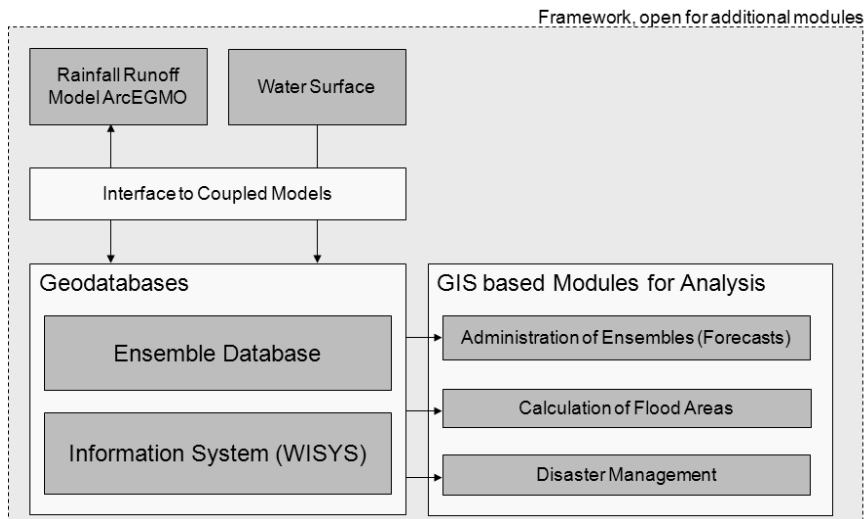 Framework, open for additional modules
Rainfall Runoff
Model ArcEGMO
Water Surface
Interface to Coupled Models
Geodatabases
Ensemble Database
Information System (WISYS)
GIS based Modules for Analysis
Administration of Ensembles (Forecasts)
Calculation of Flood Areas
Disaster Management